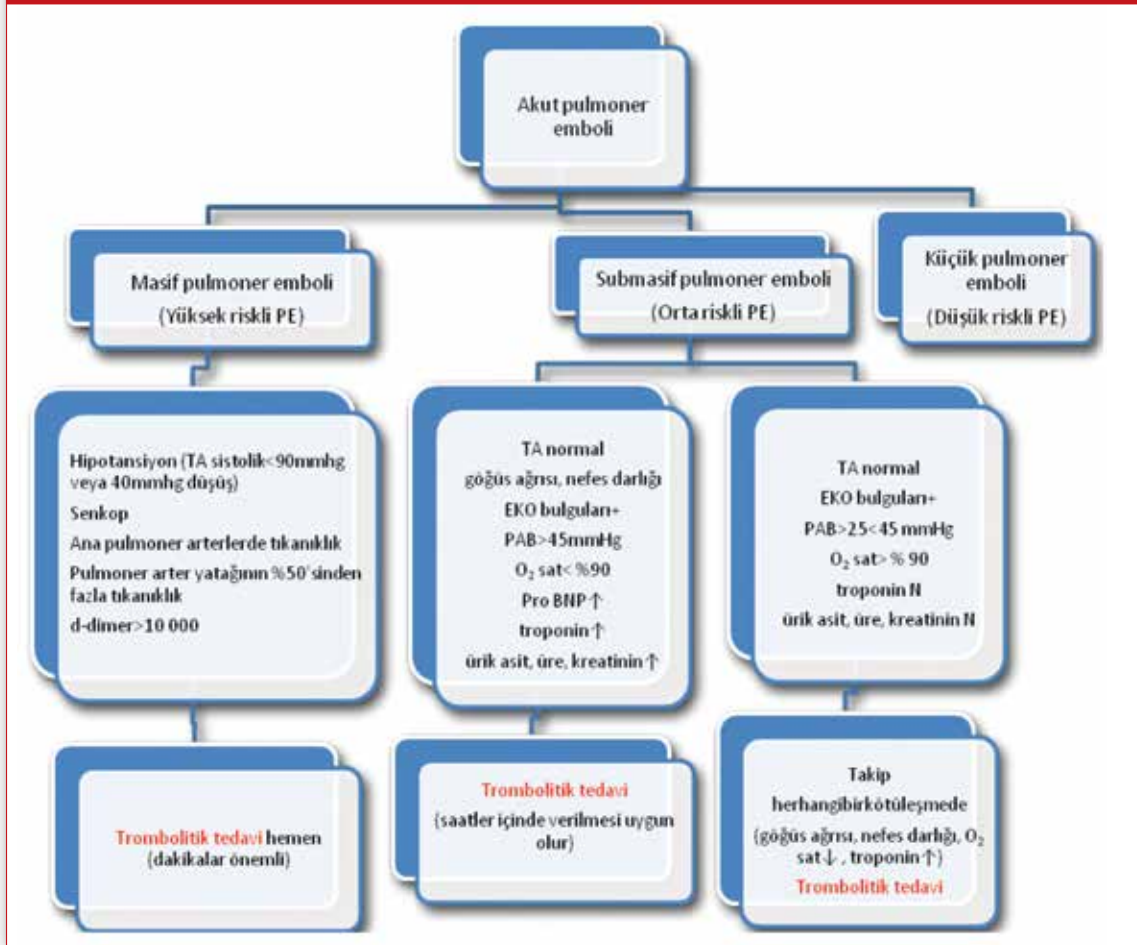 Akut pulmoner
emboli
Masif pulmoner emboli
(Yüksek riskli PE)
Submasif pulmoner emboli
(Orta riskli PE)
Küçük pulmoner
emboli
(Düşük riskli PE)
Hipotansiyon (TA sistolik<90mmhg
veya 40mmhg düşüş)
Senkop
Ana pulmoner arterlerde tıkanıklık
Pulmoner arter yatağının %50'sinden
fazla tıkanıklık
d-dimer>10 000
TA normal
göğüs ağrısı, nefes darlığı
EKO bulguları+
PAB>45mmHg
O₂ sat< %90
Pro BNP ↑
troponin ↑
ürik asit, üre, kreatinin ↑
TA normal
EKO bulguları+
PAB>25<45 mmHg
O₂ sat> % 90
troponin N
ürik asit, üre, kreatinin N
Trombolitik tedavi hemen
(dakikalar önemli)
Trombolitik tedavi
(saatler içinde verilmesi uygun
olur)
Takip
herhangibirkötüleşmede
(göğüs ağrısı, nefes darlığı, O₂
sat ↓ , troponin ↑)
Trombolitik tedavi